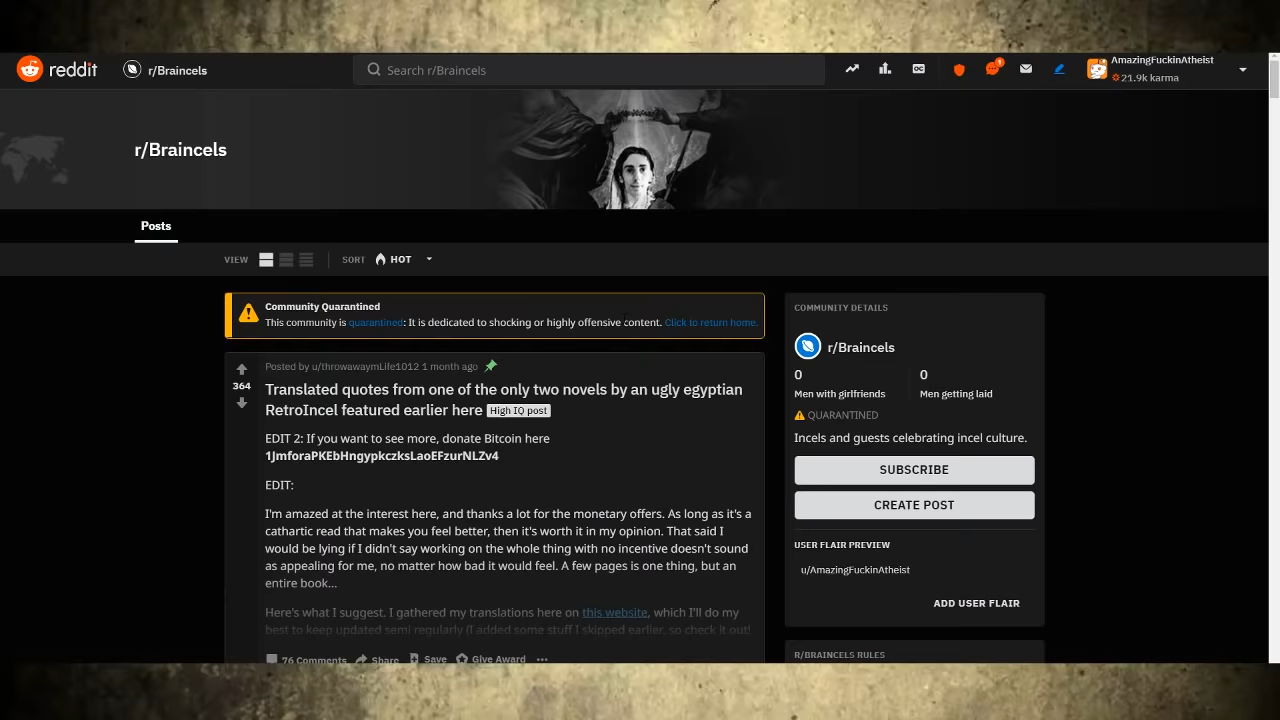 reddit
r/Braincels
Search r/Braincels
1
AmazingFuckinAtheist
21.9k karma
r/Braincels
Posts
VIEW
SORT
HOT
Community Quarantined
This community is quarantined: It is dedicated to shocking or highly offensive content. Click to return home.
364
Posted by u/throwawaymLife1012 1 month ago
Translated quotes from one of the only two novels by an ugly egyptian
RetroIncel featured earlier here High IQ post
EDIT 2: If you want to see more, donate Bitcoin here
1JmforaPKEbHngypkczksLaoEFzurNLZv4
EDIT:
I'm amazed at the interest here, and thanks a lot for the monetary offers. As long as it's a
cathartic read that makes you feel better, then it's worth it in my opinion. That said I
would be lying if I didn't say working on the whole thing with no incentive doesn't sound
as appealing for me, no matter how bad it would feel. A few pages is one thing, but an
entire book...
Here's what I suggest. I gathered my translations here on this website, which I'll do my
best to keep updated semi regularly (I added some stuff I skipped earlier, so check it out!
76 Comments Share Save Give Award
COMMUNITY DETAILS
r/Braincels
0 0
Men with girlfriends Men getting laid
QUARANTINED
Incels and guests celebrating incel culture.
SUBSCRIBE
CREATE POST
USER FLAIR PREVIEW
u/AmazingFuckinAtheist
ADD USER FLAIR
R/BRAINCELS RULES